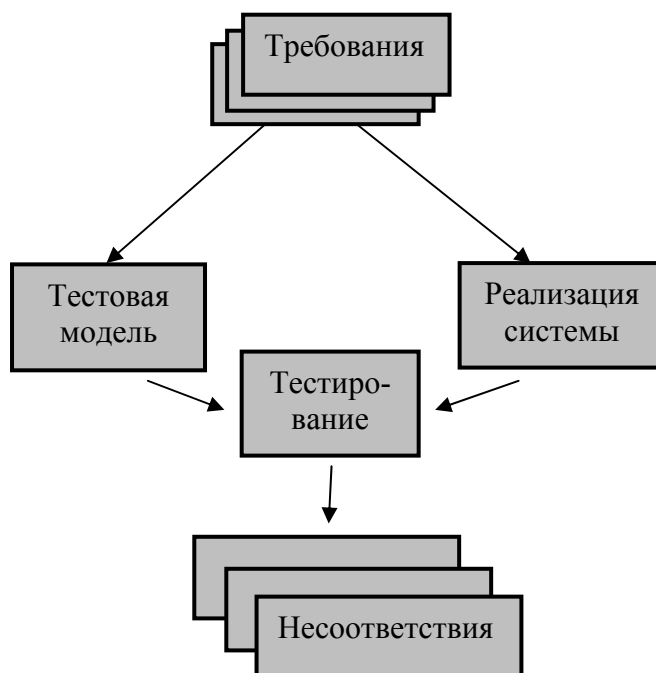 Требования
Тестовая
модель
Реализация
системы
Тестиро-
вание
Несоответствия